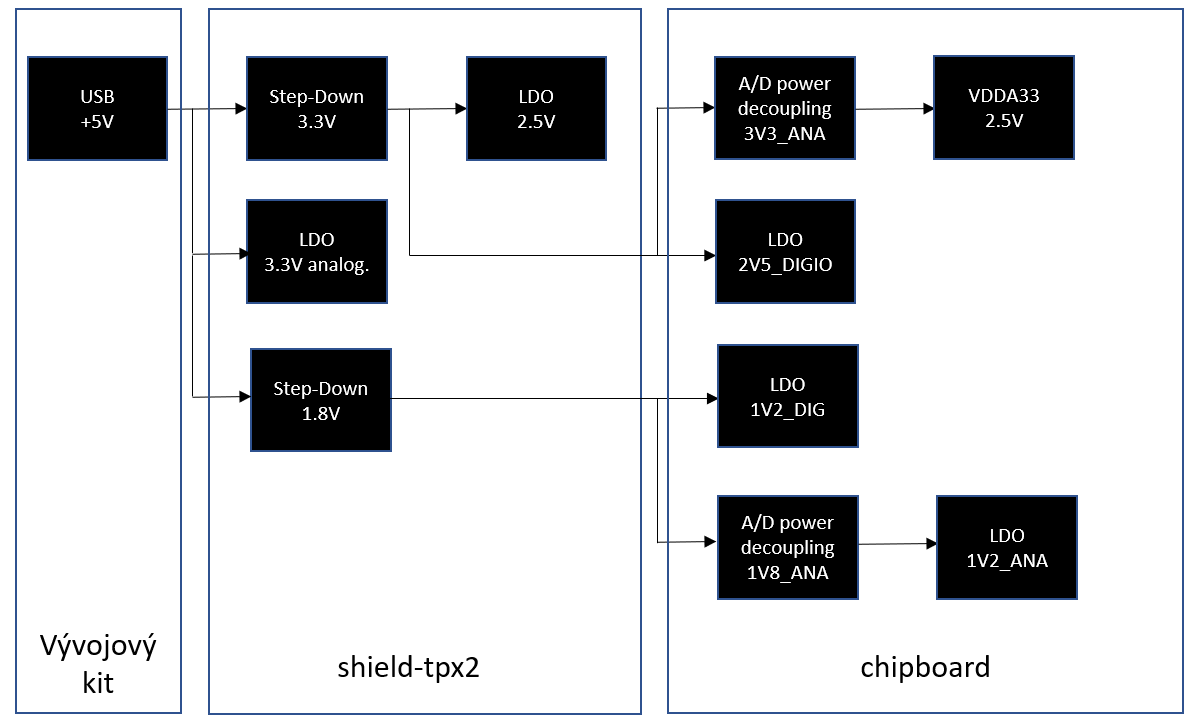 USB
+5V
Step-Down
3.3V
LDO
2.5V
A/D power
decoupling
3V3_ANA
VDDA33
2.5V
LDO
3.3V analog.
LDO
2V5_DIGIO
Step-Down
1.8V
LDO
1V2_DIG
A/D power
decoupling
1V8_ANA
LDO
1V2_ANA
Vývojový
kit
shield-tpx2
chipboard